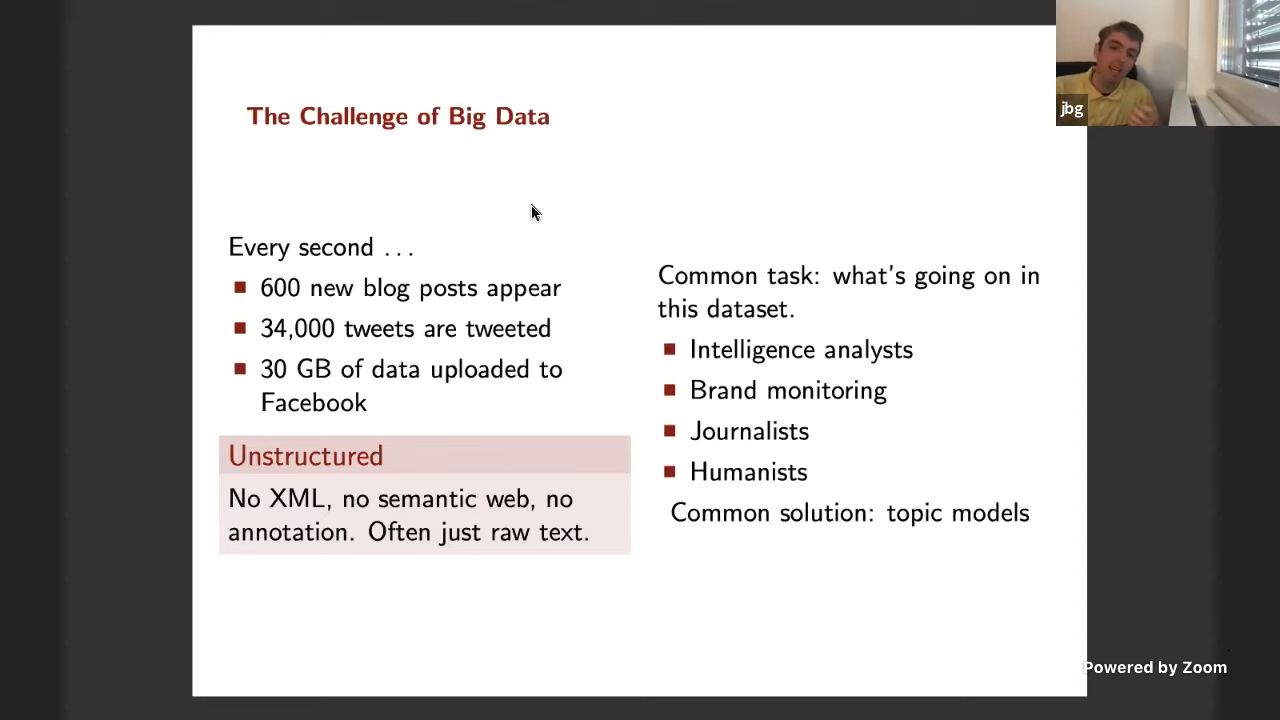 The Challenge of Big Data
jbg
Every second ...
600 new blog posts appear
34,000 tweets are tweeted
30 GB of data uploaded to
Facebook
Unstructured
No XML, no semantic web, no
annotation. Often just raw text.
Common task: what's going on in
this dataset.
Intelligence analysts
Brand monitoring
Journalists
Humanists
Common solution: topic models
Powered by Zoom